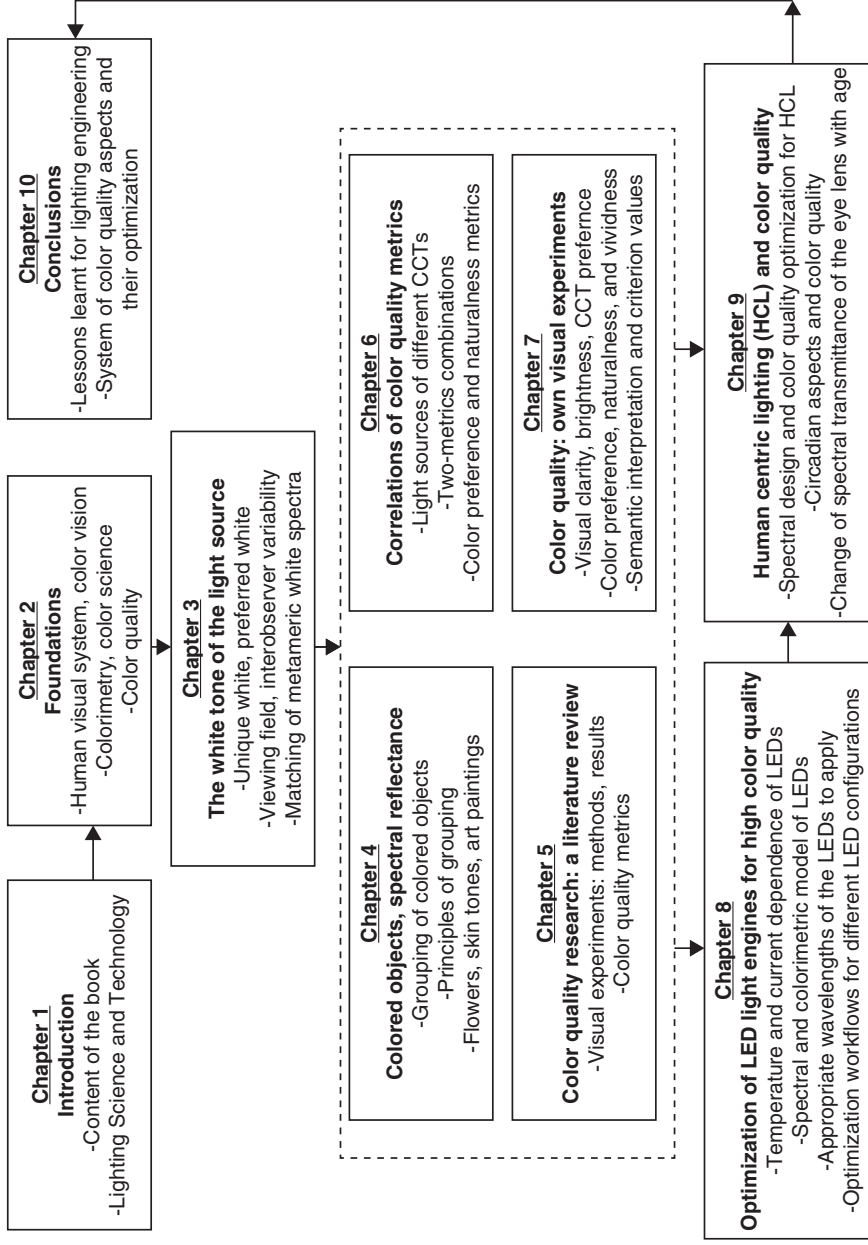 Chapter 1
Introduction
-Content of the book
-Lighting Science and Technology
Chapter 2
Foundations
-Human visual system, color vision
-Colorimetry, color science
-Color quality
Chapter 3
The white tone of the light source
-Unique white, preferred white
-Viewing field, interobserver variability
-Matching of metameric white spectra
Chapter 4
Colored objects, spectral reflectance
-Grouping of colored objects
-Principles of grouping
-Flowers, skin tones, art paintings
Chapter 5
Color quality research: a literature review
-Visual experiments: methods, results
-Color quality metrics
Chapter 6
Correlations of color quality metrics
-Light sources of different CCTs
-Two-metrics combinations
-Color preference and naturalness metrics
Chapter 7
Color quality: own visual experiments
-Visual clarity, brightness, CCT prefernce
-Color preference, naturalness, and vividness
-Semantic interpretation and criterion values
Chapter 8
Optimization of LED light engines for high color quality
-Temperature and current dependence of LEDs
-Spectral and colorimetric model of LEDs
-Appropriate wavelengths of the LEDs to apply
-Optimization workflows for different LED configurations
Chapter 9
Human centric lighting (HCL) and color quality
-Spectral design and color quality optimization for HCL
-Circadian aspects and color quality
-Change of spectral transmittance of the eye lens with age
Chapter 10
Conclusions
-Lessons learnt for lighting engineering
-System of color quality aspects and
their optimization